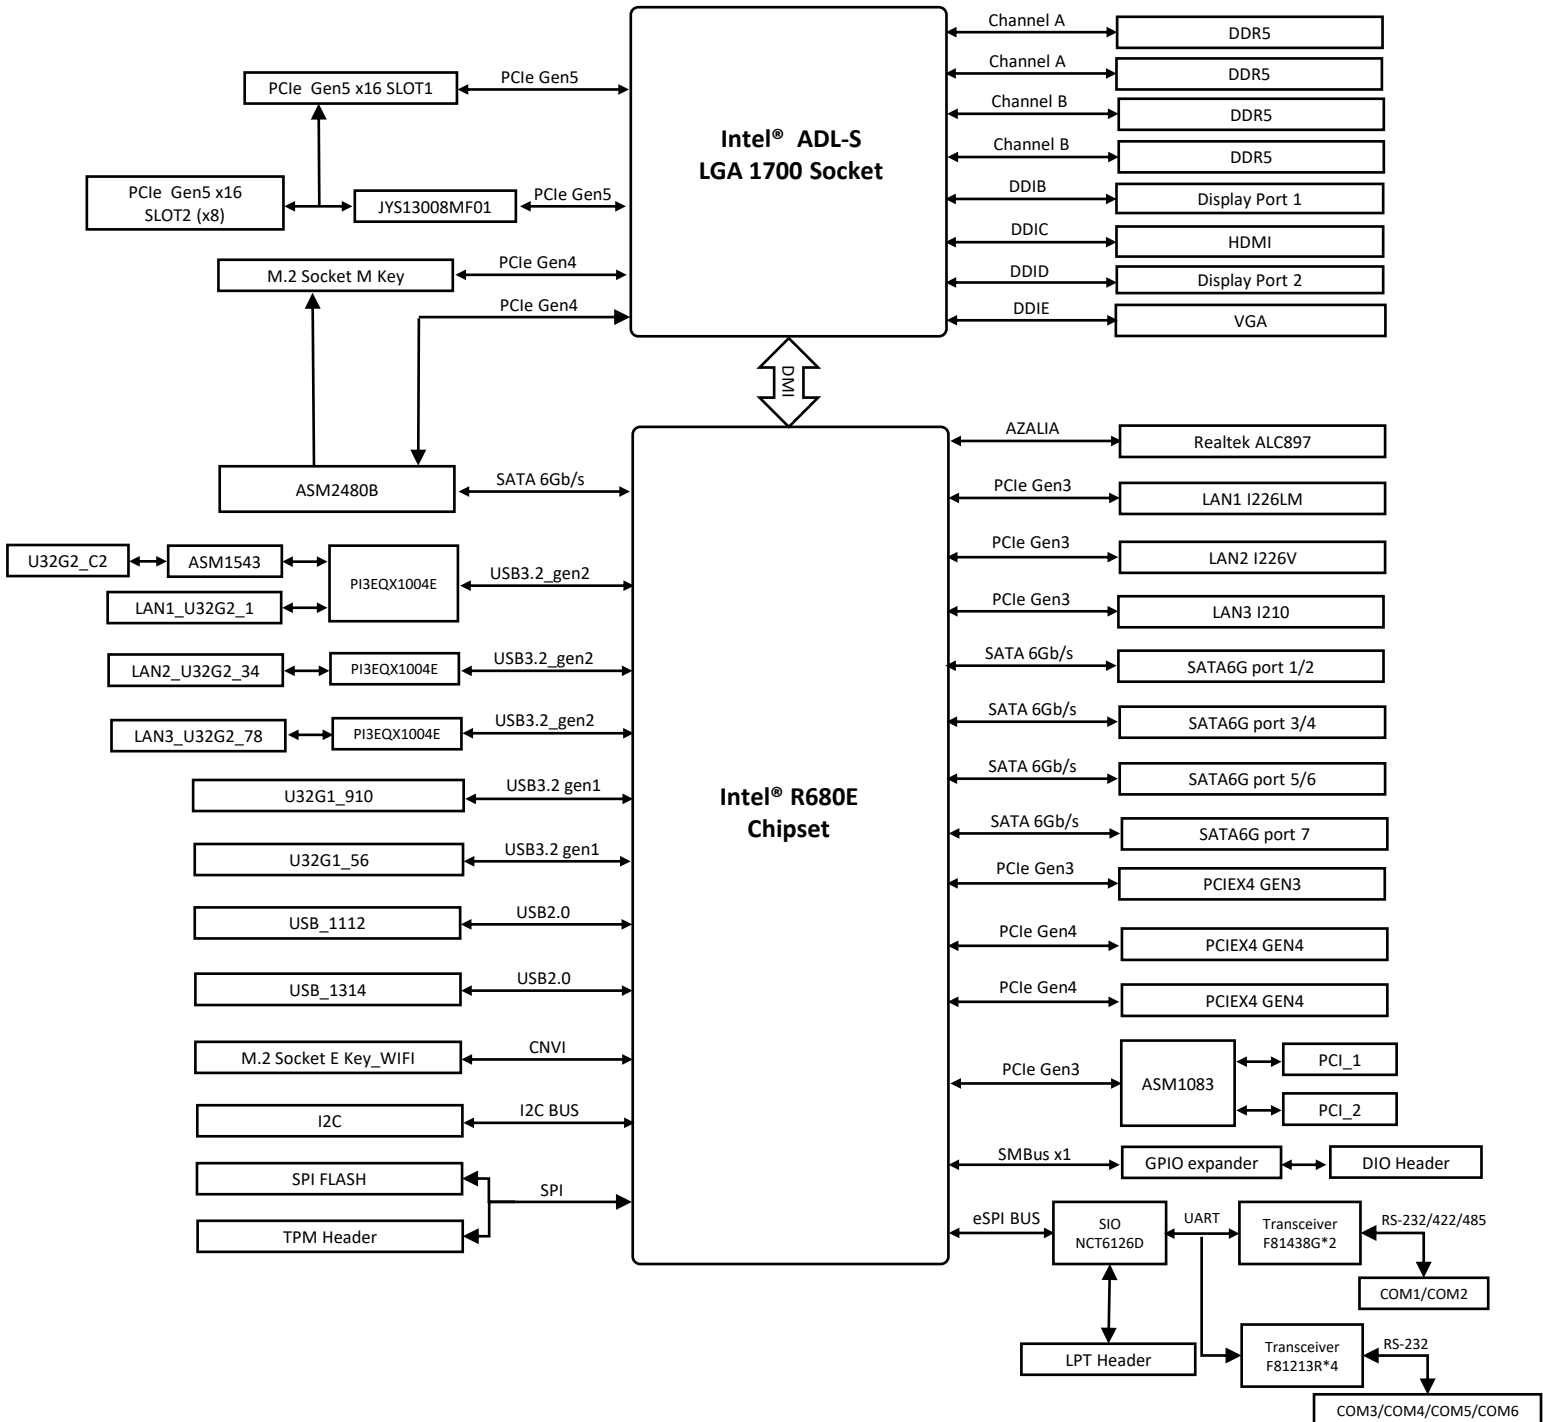 Channel A
DDR5
PCIe  Gen5 x16 SLOT1
PCIe Gen5
Channel A
DDR5
Channel B
DDR5
Intel®  ADL-S
LGA 1700 Socket
Channel B
DDR5
PCIe  Gen5 x16
SLOT2 (x8)
JYS13008MF01
PCIe Gen5
DDIB
Display Port 1
DDIC
HDMI
M.2 Socket M Key
PCIe Gen4
DDID
Display Port 2
PCIe Gen4
DDIE
VGA
DMI
AZALIA
Realtek ALC897
ASM2480B
SATA 6Gb/s
PCIe Gen3
LAN1 I226LM
U32G2_C2
ASM1543
PI3EQX1004E
USB3.2_gen2
LAN1_U32G2_1
PCIe Gen3
LAN2 I226V
PCIe Gen3
LAN3 I210
LAN2_U32G2_34
PI3EQX1004E
USB3.2_gen2
SATA 6Gb/s
SATA6G port 1/2
LAN3_U32G2_78
PI3EQX1004E
USB3.2_gen2
SATA 6Gb/s
SATA6G port 3/4
U32G1_910
USB3.2 gen1
Intel® R680E
Chipset
SATA 6Gb/s
SATA6G port 5/6
U32G1_56
USB3.2 gen1
SATA 6Gb/s
SATA6G port 7
PCIe Gen3
PCIEX4 GEN3
USB_1112
USB2.0
PCIe Gen4
PCIEX4 GEN4
USB_1314
USB2.0
PCIe Gen4
PCIEX4 GEN4
M.2 Socket E Key_WIFI
CNVI
PCIe Gen3
ASM1083
PCI_1
PCI_2
I2C
I2C BUS
SMBus x1
GPIO expander
DIO Header
SPI FLASH
SPI
TPM Header
eSPI BUS
SIO
NCT6126D
UART
Transceiver
F81438G*2
RS-232/422/485
COM1/COM2
LPT Header
Transceiver
F81213R*4
RS-232
COM3/COM4/COM5/COM6